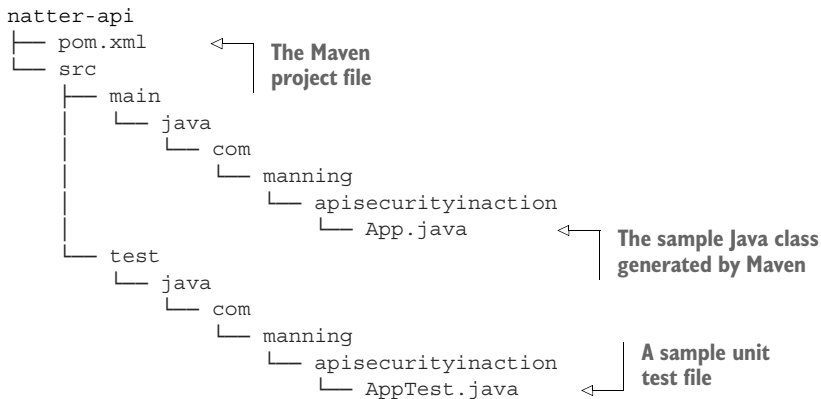 natter-api
├── pom.xml
The Maven
project file
└── src
├── main
│ └── java
│ └── com
│ └── manning
│ └── apisecurityinaction
│ └── App.java
The sample Java class
generated by Maven
└── test
└── java
└── com
└── manning
└── apisecurityinaction
└── AppTest.java
A sample unit
test file